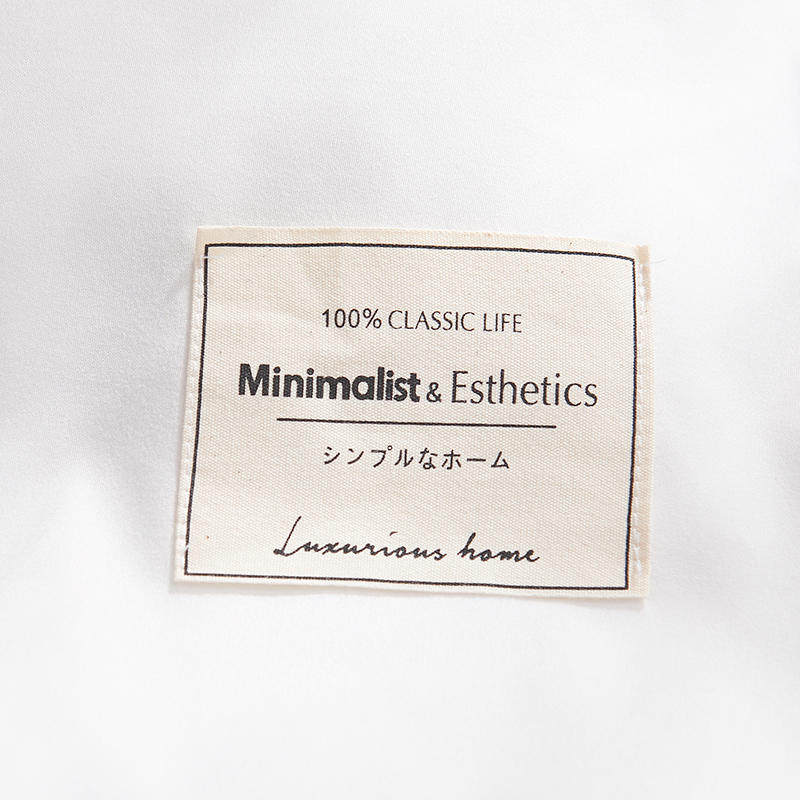 100% CLASSIC LIFE
Minimalist & Esthetics
シンプルなホーム
Luxurious home